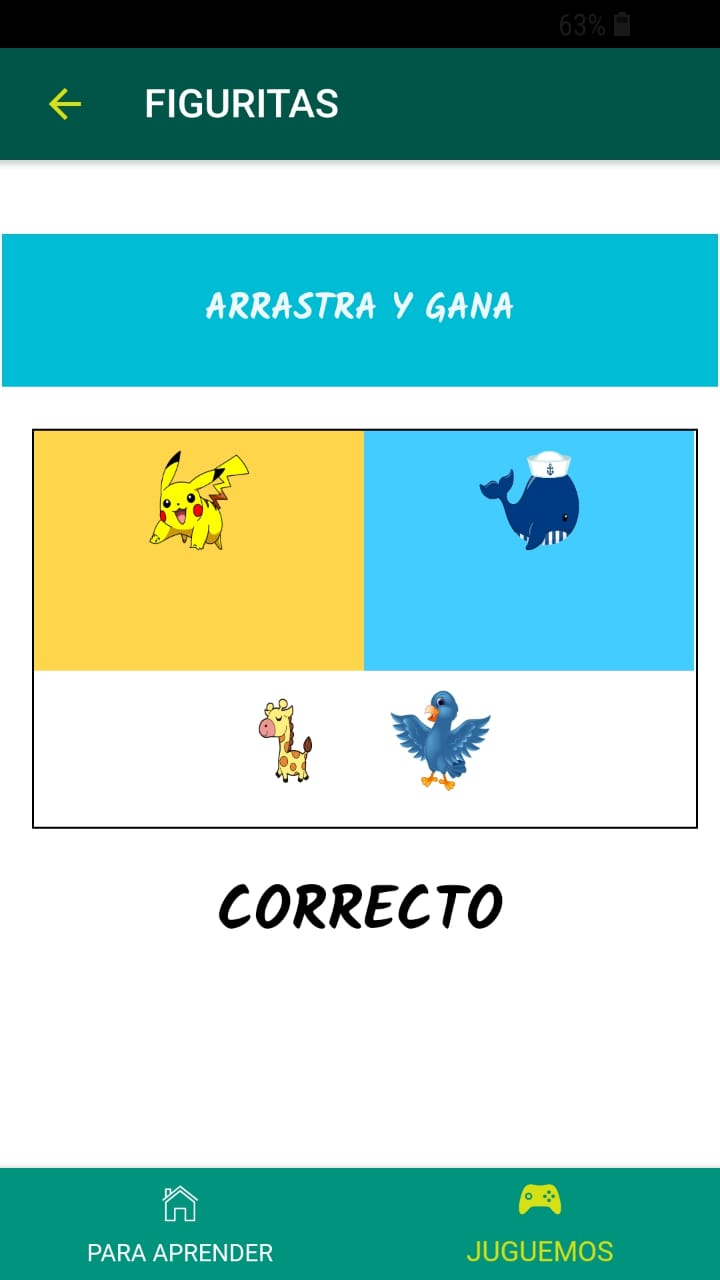 63%
FIGURITAS
ARRASTRA Y GANA
CORRECTO
PARA APRENDER
JUGUEMOS